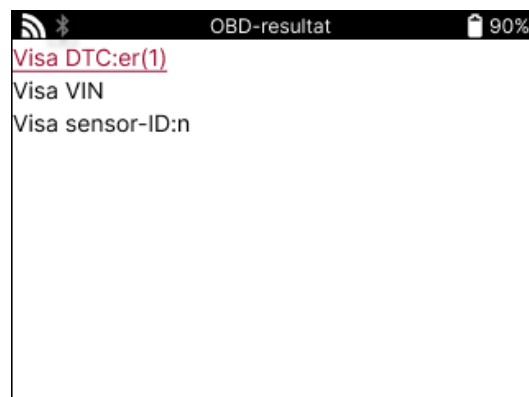 OBD-resultat 90%
Visa DTC:er(1)
Visa VIN
Visa sensor-ID:n